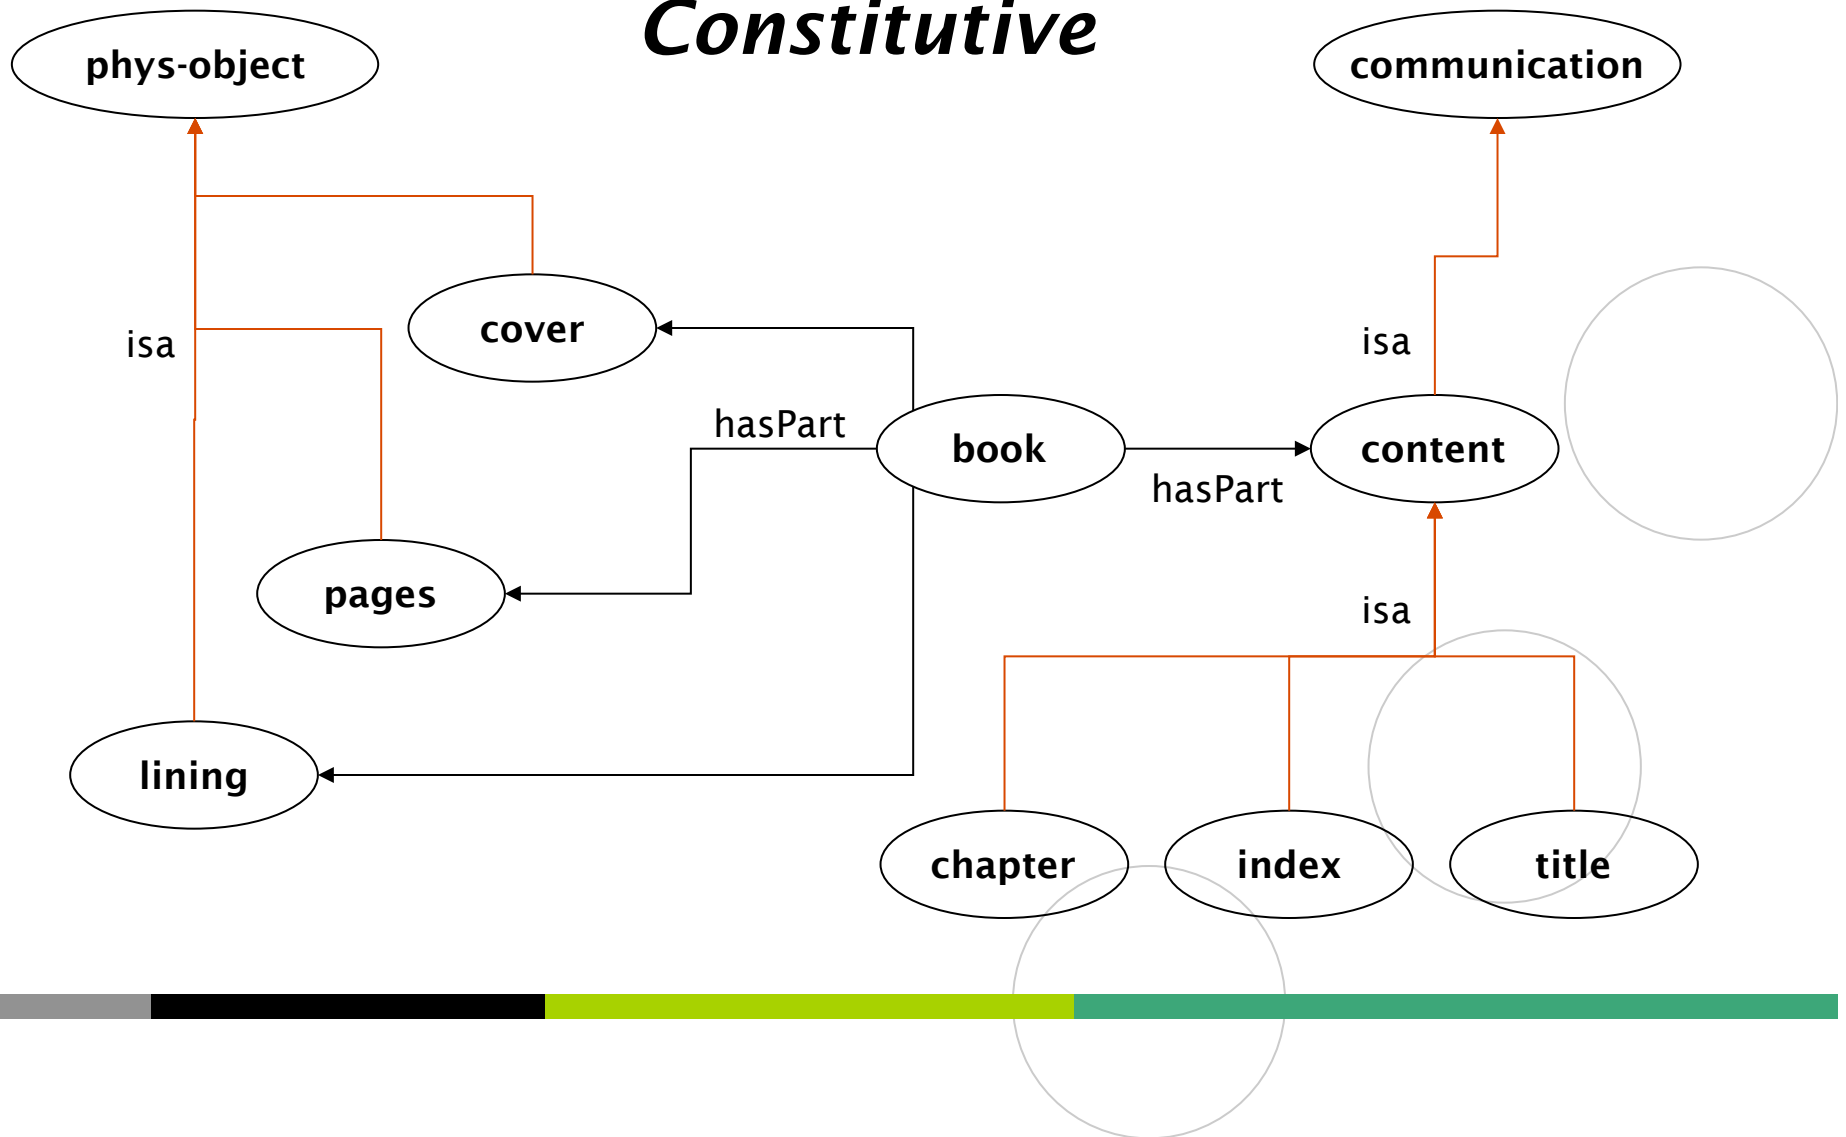 Constitutive
phys-object
communication
cover
isa
isa
hasPart
book
content
hasPart
pages
isa
lining
chapter
index
title